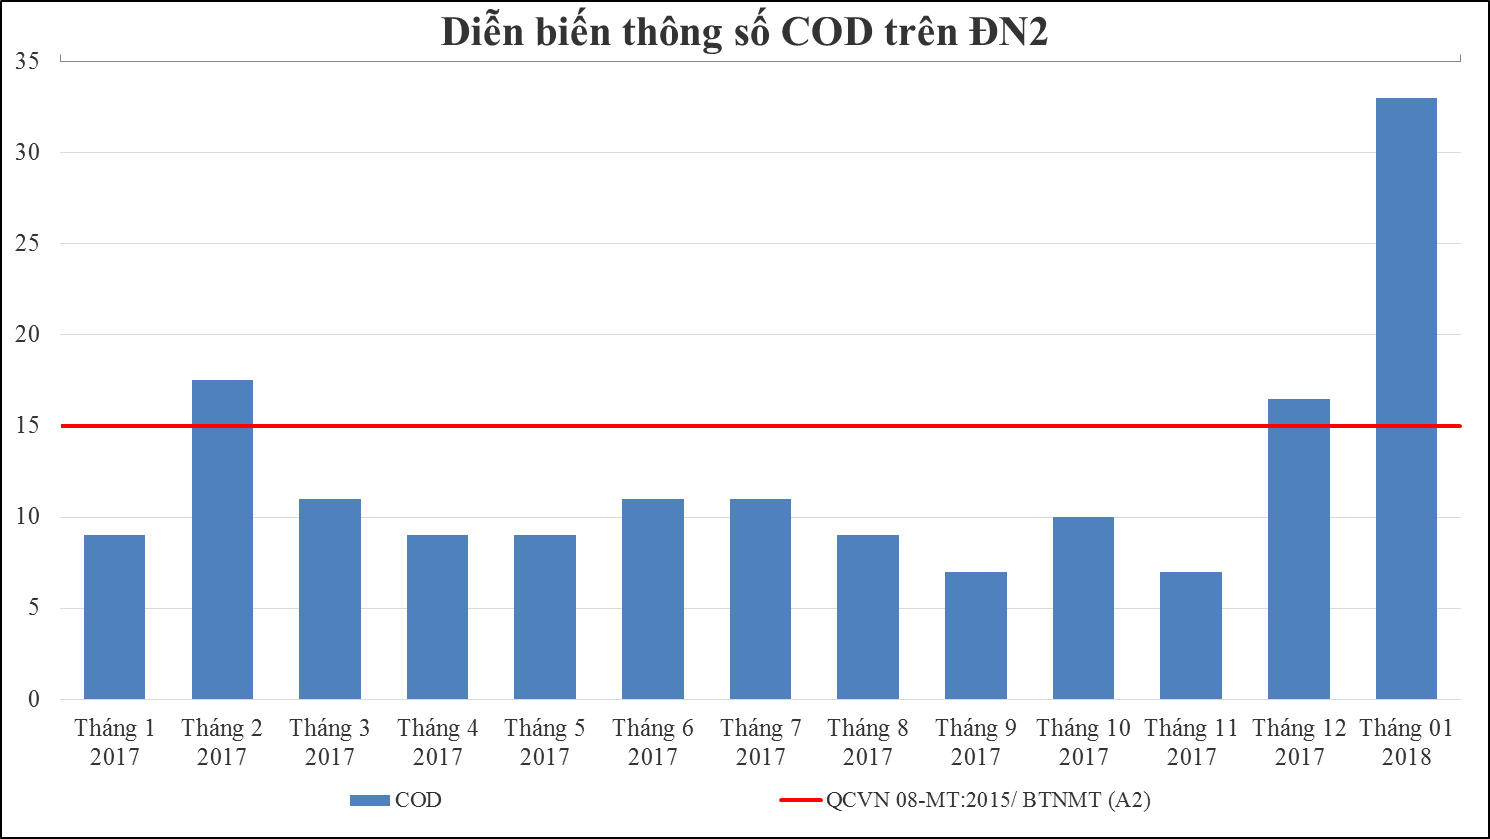 Diễn biến thông số COD trên ĐN2
35
30
25
20
15
10
5
0
Tháng 1 Tháng 2 Tháng 3 Tháng 4 Tháng 5 Tháng 6 Tháng 7 Tháng 8 Tháng 9 Tháng 10 Tháng 11 Tháng 12 Tháng 01
2017 2017 2017 2017 2017 2017 2017 2017 2017 2017 2017 2017 2018
COD QCVN 08-MT:2015/ BTNMT (A2)